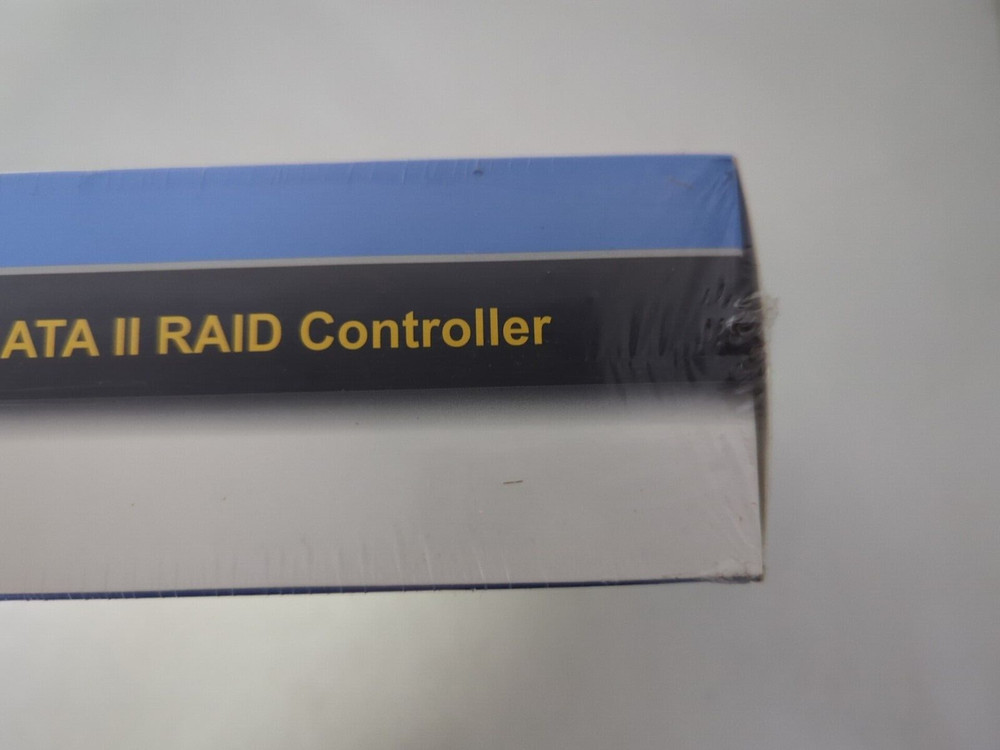 ATA II RAID Controller